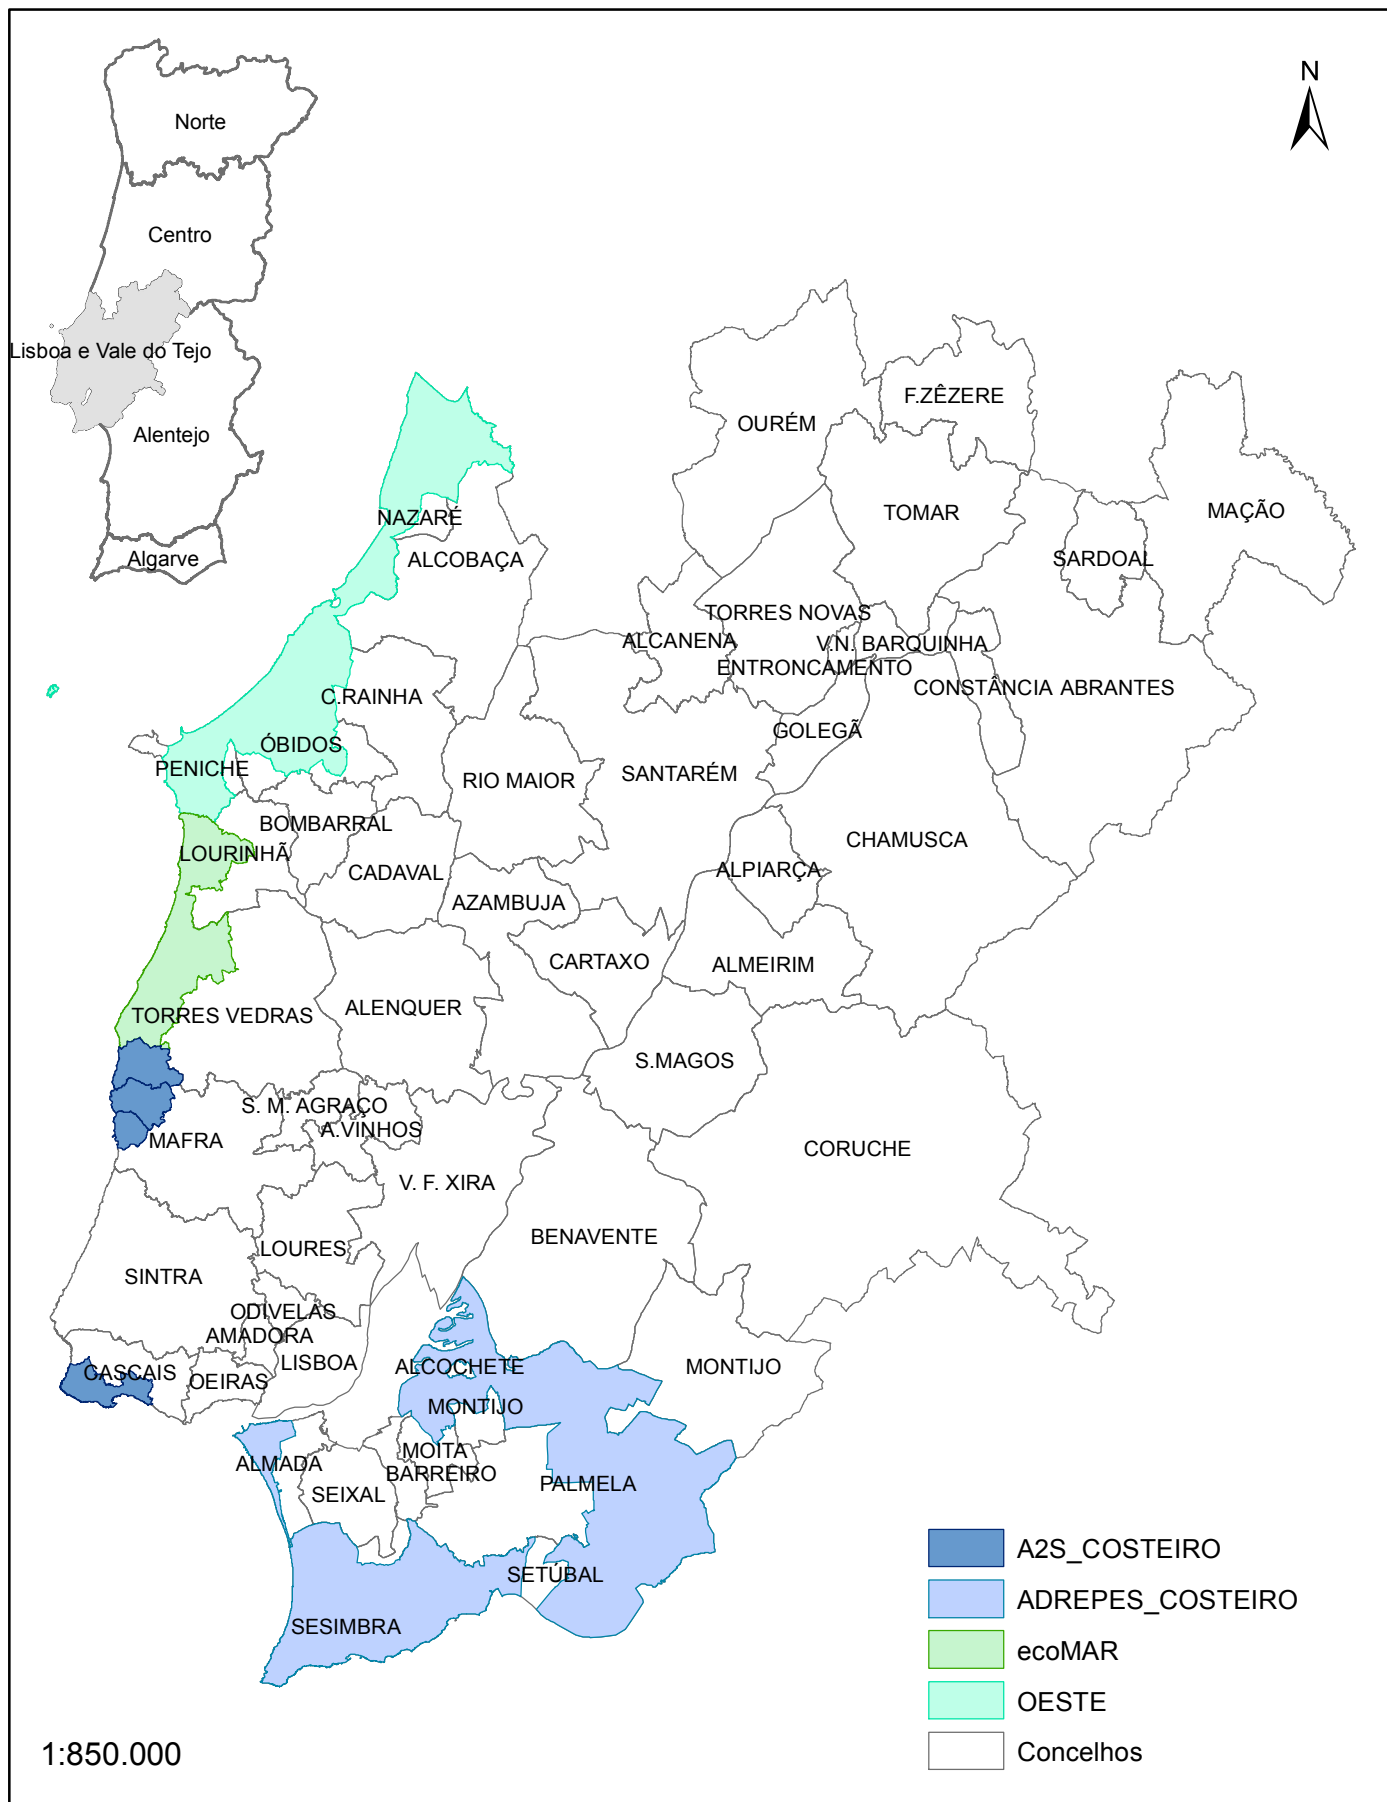 N
Norte
Centro
Lisboa e Vale do Tejo
Alentejo
Algarve
F.ZÊZERE
OURÉM
MAÇÃO
TOMAR
NAZARÉ
SARDOAL
ALCOBAÇA
TORRES NOVAS
ALCANENA
V.N. BARQUINHA
ENTRONCAMENTO
CONSTÂNCIA ABRANTES
C.RAINHA
GOLEGÃ
ÓBIDOS
PENICHE
SANTARÉM
RIO MAIOR
BOMBARRAL
CHAMUSCA
LOURINHÃ
CADAVAL
ALPIARÇA
AZAMBUJA
CARTAXO
ALMEIRIM
ALENQUER
TORRES VEDRAS
S.MAGOS
S. M. AGRAÇO
A.VINHOS
MAFRA
CORUCHE
V. F. XIRA
BENAVENTE
LOURES
SINTRA
ODIVELAS
AMADORA
LISBOA
ALCOCHETE
MONTIJO
CASCAIS
OEIRAS
MONTIJO
MOITA
ALMADA
BARREIRO
PALMELA
SEIXAL
SETÚBAL
SESIMBRA
A2S_COSTEIRO
ADREPES_COSTEIRO
ecoMAR
OESTE
Concelhos
1:850.000